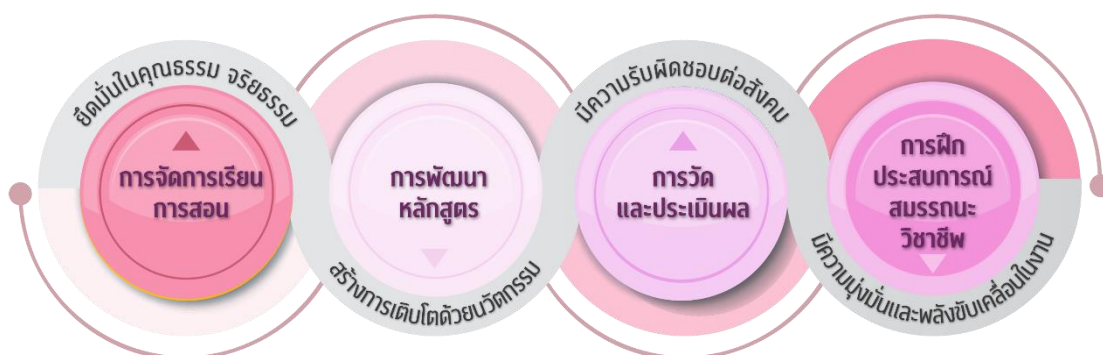 ยึดมั่นในคุณธรรม จริยธรรม
การจัดการเรียน
การสอน
การพัฒนา
หลักสูตร
สร้างการเติบโตด้วยนวัตกรรม
มีความรับผิดชอบต่อสังคม
การวัด
และประเมินผล
การฝึก
ประสบการณ์
สมรรถนะ
วิชาชีพ
มีความมุ่งมั่นและพลังขับเคลื่อนในงาน